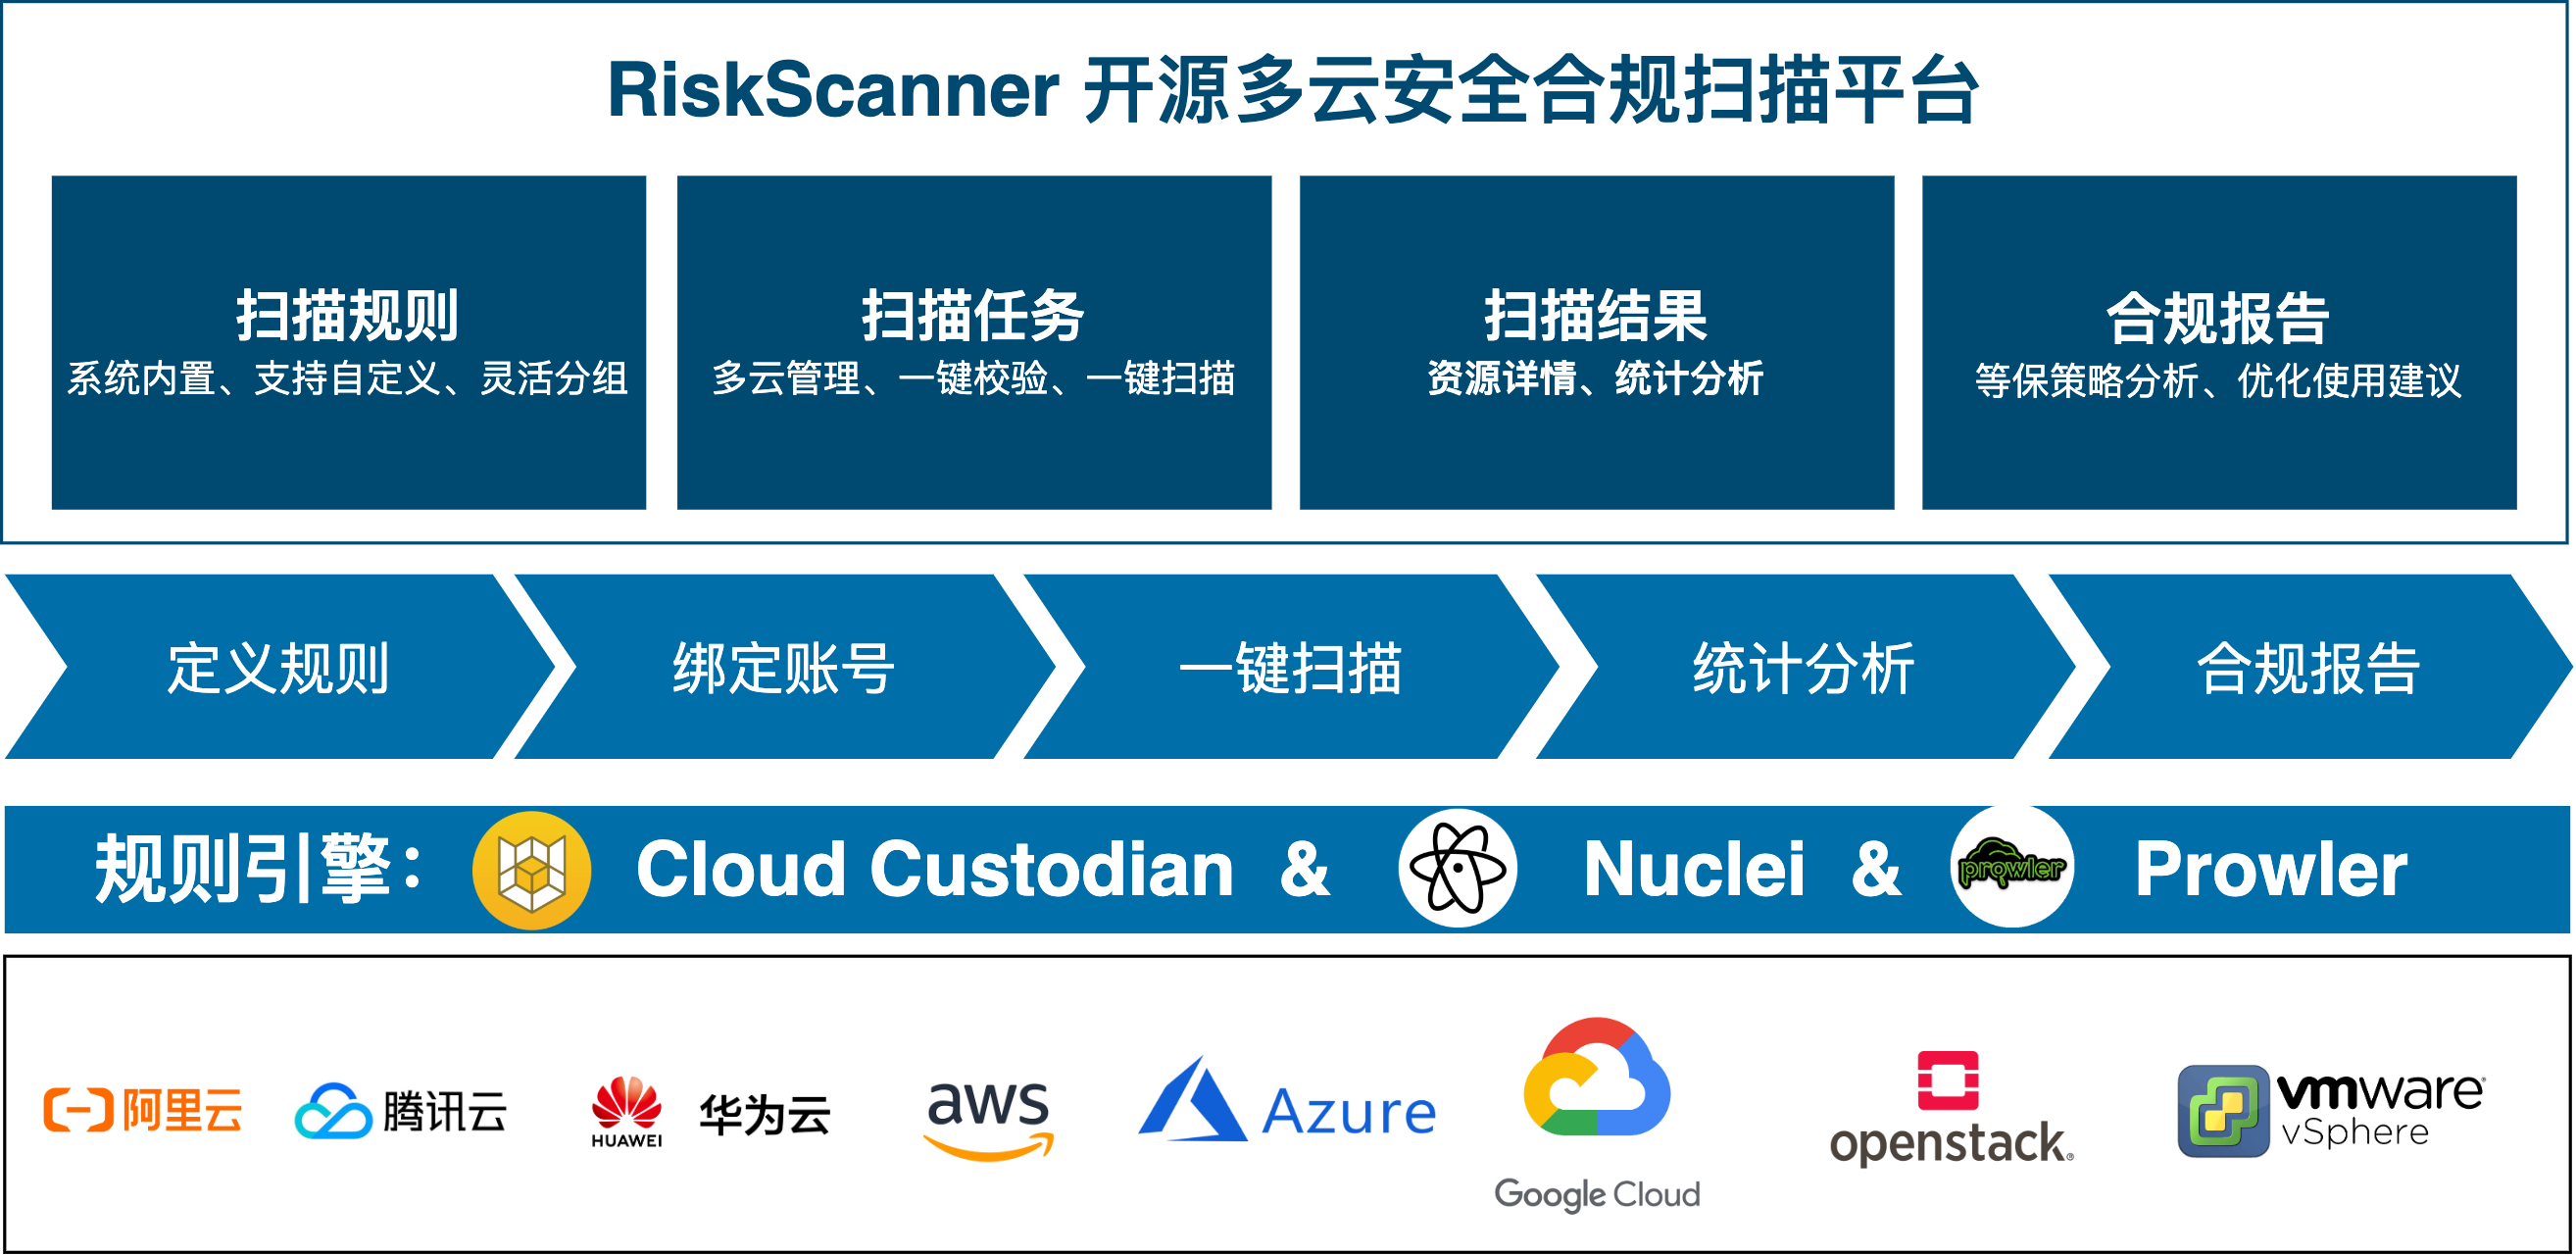 RiskScanner 开源多云安全合规扫描平台
扫描规则
系统内置、支持自定义、灵活分组
扫描任务
多云管理、一键校验、一键扫描
扫描结果
资源详情、统计分析
合规报告
等保策略分析、优化使用建议
定义规则
绑定账号
一键扫描
统计分析
合规报告
规则引擎： Cloud Custodian & Nuclei & prowler Prowler
阿里云
腾讯云
HUAWEI
华为云
aws
Azure
Google Cloud
openstack®
vmware®
vSphere